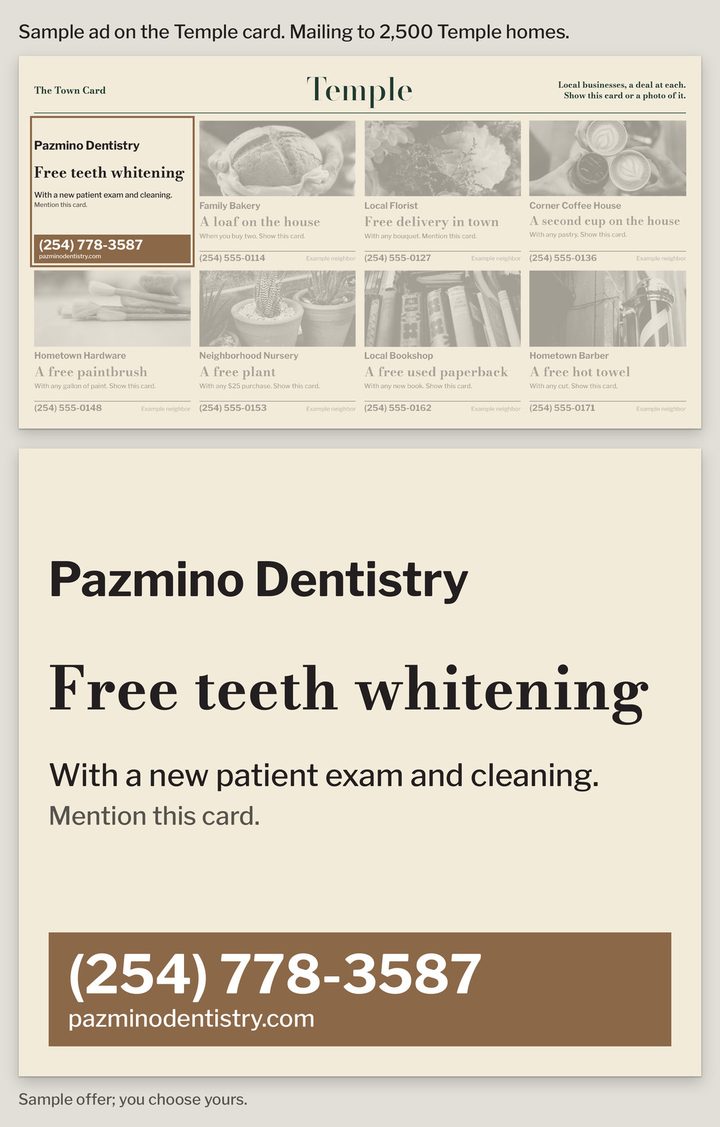 Sample ad on the Temple card. Mailing to 2,500 Temple homes.
The Town Card
Temple
Local businesses, a deal at each.
Show this card or a photo of it.
Pazmino Dentistry
Free teeth whitening
With a new patient exam and cleaning.
Mention this card.
(254) 778-3587
pazminodentistry.com
Family Bakery
A loaf on the house
When you buy two. Show this card.
(254) 555-0114
Example neighbor
Local Florist
Free delivery in town
With any bouquet. Mention this card.
(254) 555-0127
Example neighbor
Corner Coffee House
A second cup on the house
With any pastry. Show this card.
(254) 555-0136
Example neighbor
Hometown Hardware
A free paintbrush
With any gallon of paint. Show this card.
(254) 555-0148
Example neighbor
Neighborhood Nursery
A free plant
With any $25 purchase. Show this card.
(254) 555-0153
Example neighbor
Local Bookshop
A free used paperback
With any new book. Show this card.
(254) 555-0162
Example neighbor
Hometown Barber
A free hot towel
With any cut. Show this card.
(254) 555-0171
Example neighbor
Pazmino Dentistry
Free teeth whitening
With a new patient exam and cleaning.
Mention this card.
(254) 778-3587
pazminodentistry.com
Sample offer; you choose yours.